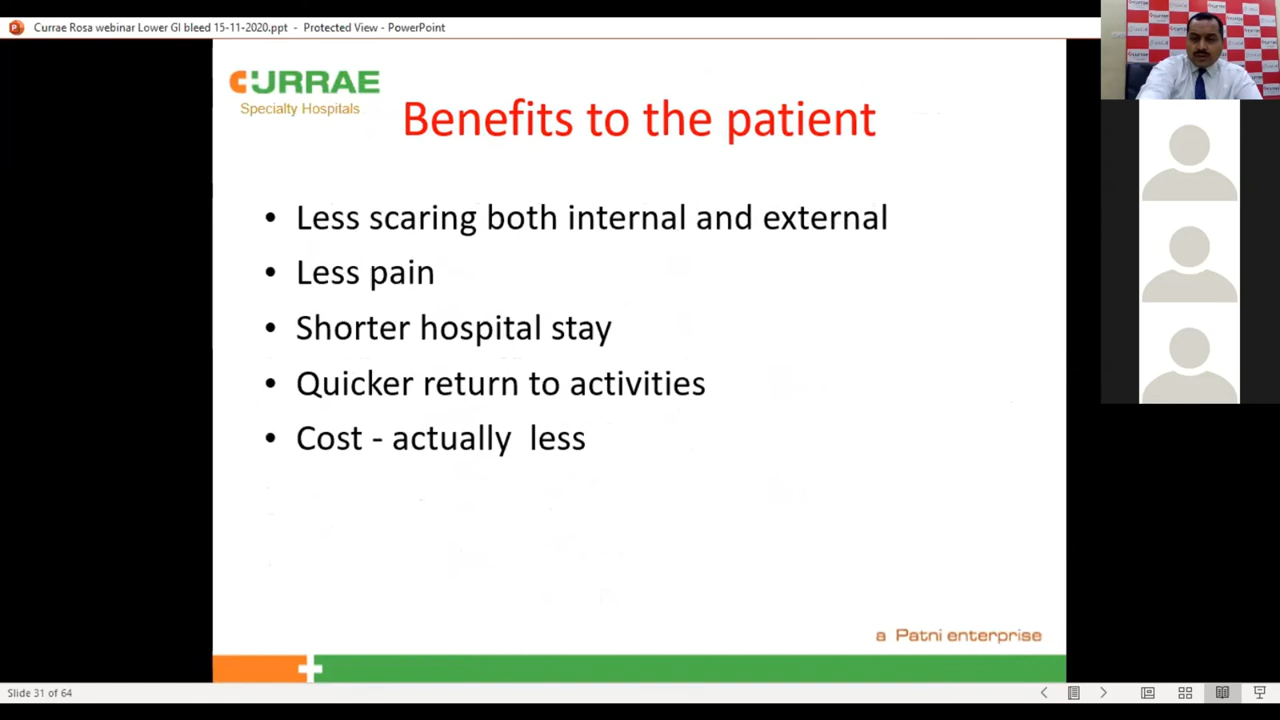 Currae Rosa webinar Lower GI bleed 15-11-2020.ppt - Protected View - PowerPoint
CURRAE
Specialty Hospitals
Benefits to the patient
• Less scaring both internal and external
• Less pain
• Shorter hospital stay
• Quicker return to activities
• Cost - actually less
a Patni enterprise
Slide 31 of 64